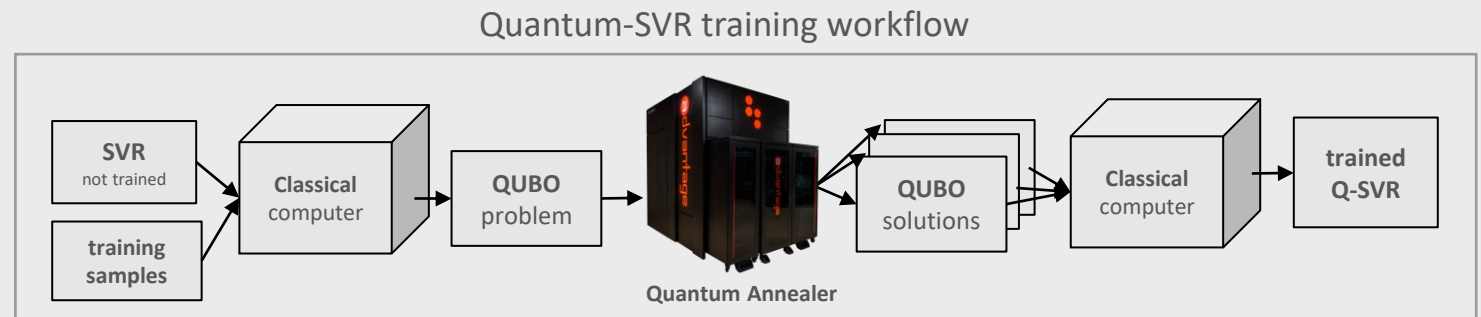 Quantum-SVR training workflow
SVR
not trained
training
samples
Classical
computer
QUBO
problem
advantage
advantage
Quantum Annealer
QUBO
solutions
Classical
computer
trained
Q-SVR